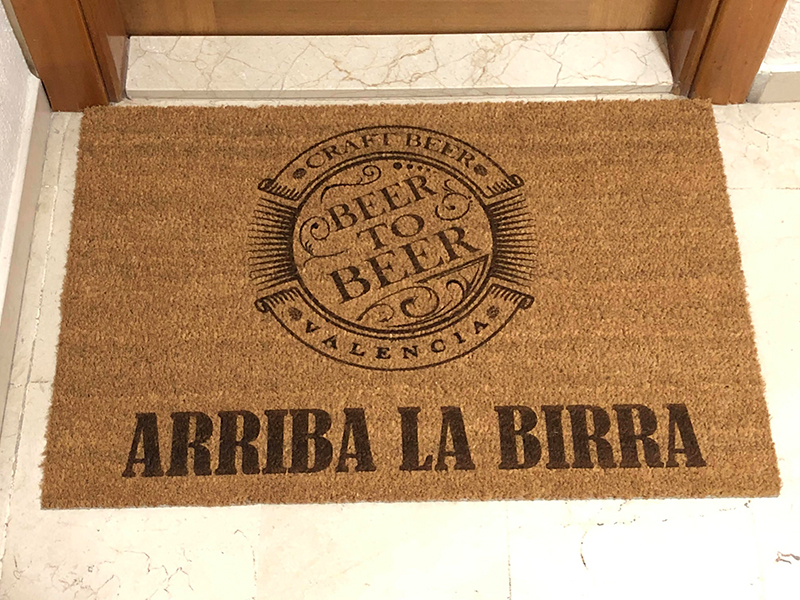 CRAFT BEER
BEER
TO
BEER
VALENCIA
ARRIBA LA BIRRA